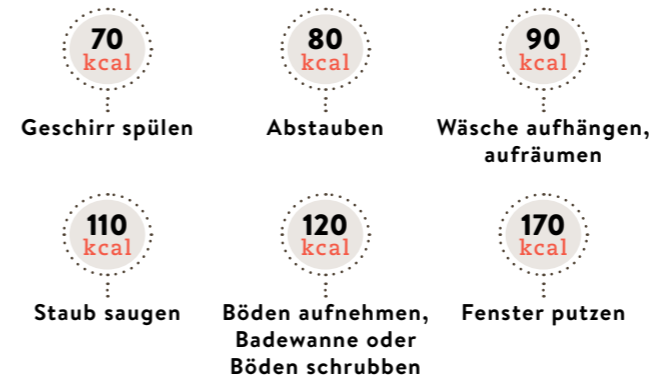 70
kcal
Geschirr spülen
80
kcal
Abstauben
90
kcal
Wäsche aufhängen,
aufräumen
110
kcal
Staub saugen
120
kcal
Böden aufnehmen,
Badewanne oder
Böden schrubben
170
kcal
Fenster putzen